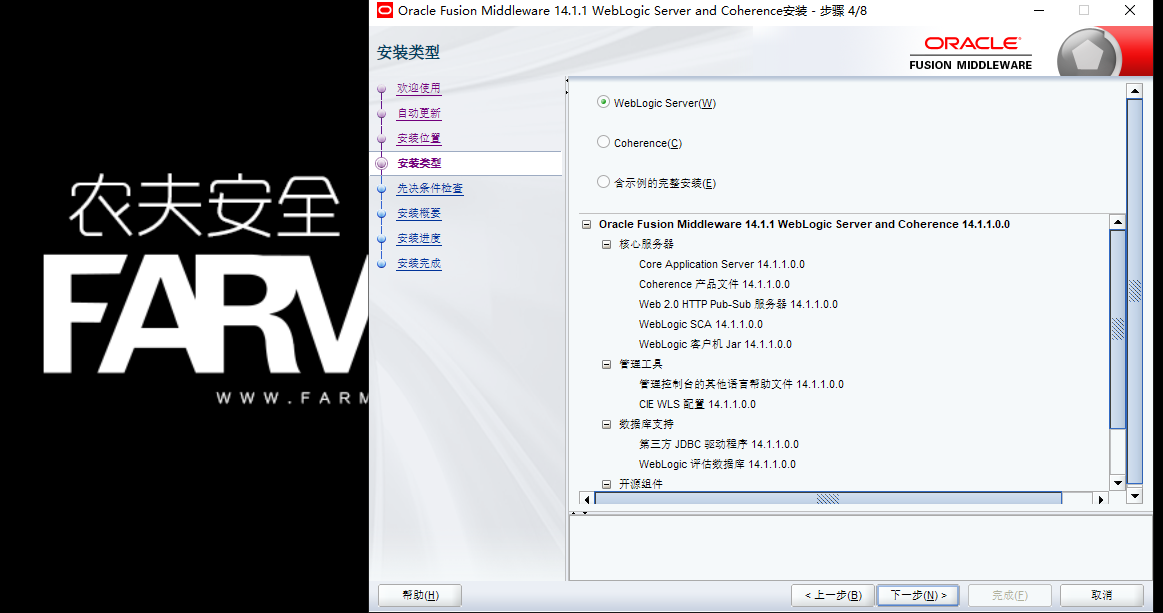 Oracle Fusion Middleware 14.1.1 WebLogic Server and Coherence安装 - 步骤 4/8
安装类型
ORACLE
FUSION MIDDLEWARE
欢迎使用
自动更新
安装位置
安装类型
先决条件检查
安装概要
安装进度
安装完成
WebLogic Server(W)
Coherence(C)
含示例的完整安装(E)
Oracle Fusion Middleware 14.1.1 WebLogic Server and Coherence 14.1.1.0.0
核心服务器
Core Application Server 14.1.1.0.0
Coherence 产品文件 14.1.1.0.0
Web 2.0 HTTP Pub-Sub 服务器 14.1.1.0.0
WebLogic SCA 14.1.1.0.0
WebLogic 客户机 Jar 14.1.1.0.0
管理工具
管理控制台的其他语言帮助文件 14.1.1.0.0
CIE WLS 配置 14.1.1.0.0
数据库支持
第三方 JDBC 驱动程序 14.1.1.0.0
WebLogic 评估数据库 14.1.1.0.0
开源组件
帮助(H)
< 上一步(B)
下一步(N) >
完成(F)
取消
农夫安全
FARM
WWW.FARM